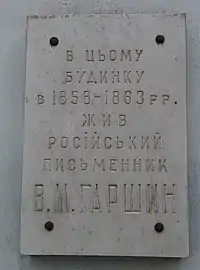 В ЦЬОМУ
БУДИНКУ
В 1858-1863 РР.
ЖИВ
РОСІЙСЬКИЙ
ПИСЬМЕННИК
В.М.ГАРШИН